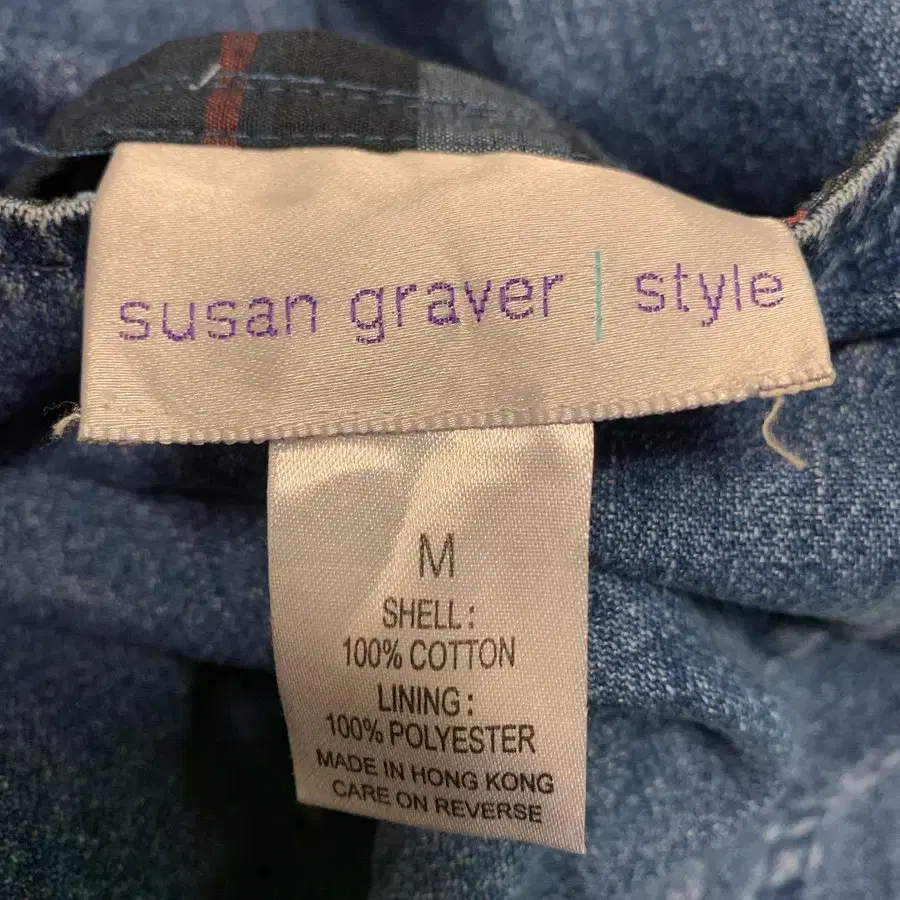 susan graver | style
M
SHELL:
100% COTTON
LINING:
100% POLYESTER
MADE IN HONG KONG
CARE ON REVERSE